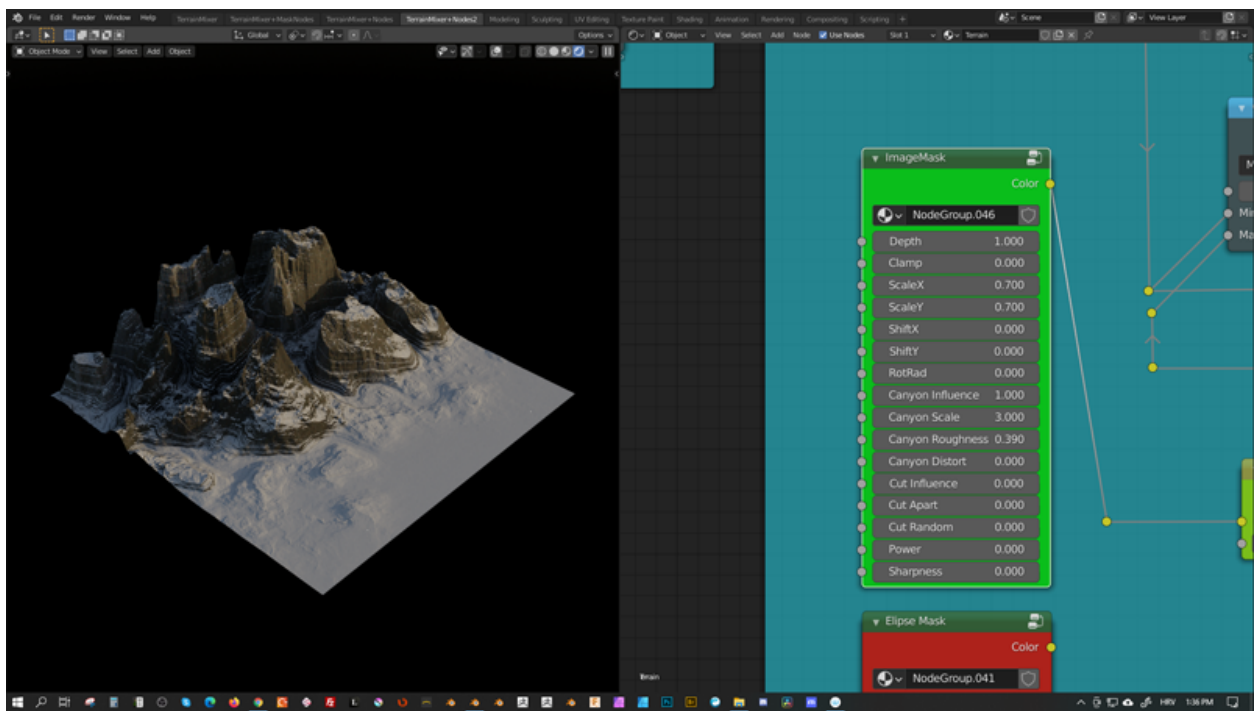 File Edit Render Window Help TerrainMixer TerrainMixer+MaskNodes TerrainMixer+Nodes TerrainMixer+Nodes2 Modeling Sculpting UV Editing Texture Paint Shading Animation Rendering Compositing Scripting + Scene View Layer
Global Options Object View Select Add Node Use Nodes Slot 1 Terrain
Object Mode View Select Add Object
ImageMask
Color
NodeGroup.046
Depth 1.000
Clamp 0.000
ScaleX 0.700
ScaleY 0.700
ShiftX 0.000
ShiftY 0.000
RotRad 0.000
Canyon Influence 1.000
Canyon Scale 3.000
Canyon Roughness 0.390
Canyon Distort 0.000
Cut Influence 0.000
Cut Apart 0.000
Cut Random 0.000
Power 0.000
Sharpness 0.000
M
Mi
Ma
Elipse Mask
Color
NodeGroup.041
Terrain
HRV 1:36 PM